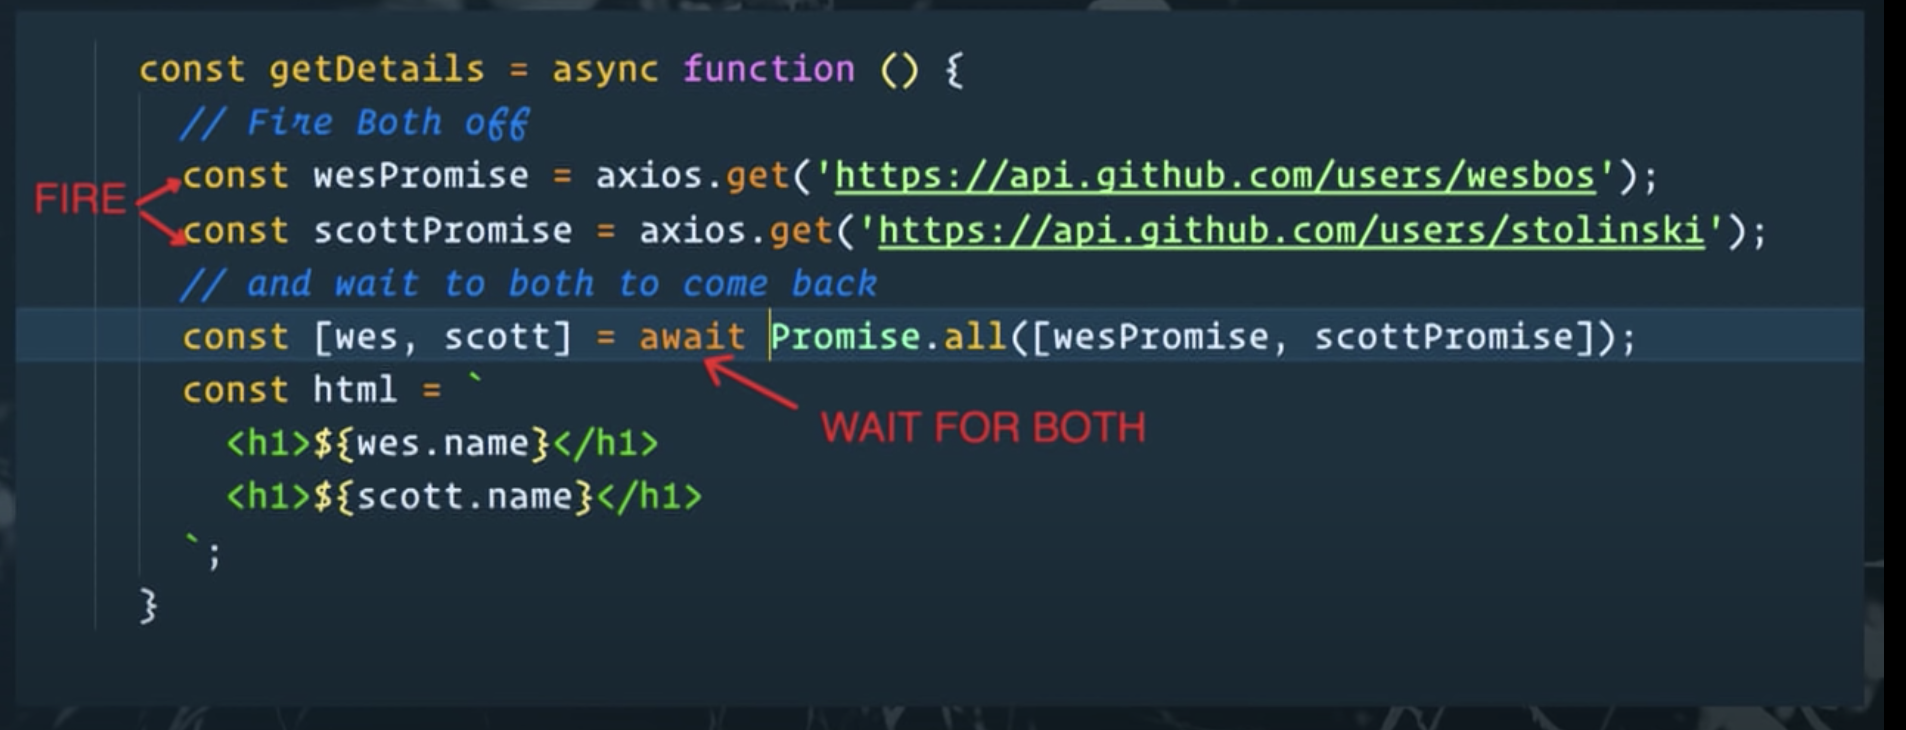 const getDetails = async function () {
// Fire Both off
const wesPromise = axios.get('https://api.github.com/users/wesbos');
FIRE
const scottPromise = axios.get('https://api.github.com/users/stolinski');
// and wait to both to come back
const [wes, scott] = await Promise.all([wesPromise, scottPromise]);
const html = `
WAIT FOR BOTH
<h1>${wes.name}</h1>
<h1>${scott.name}</h1>
`;
}